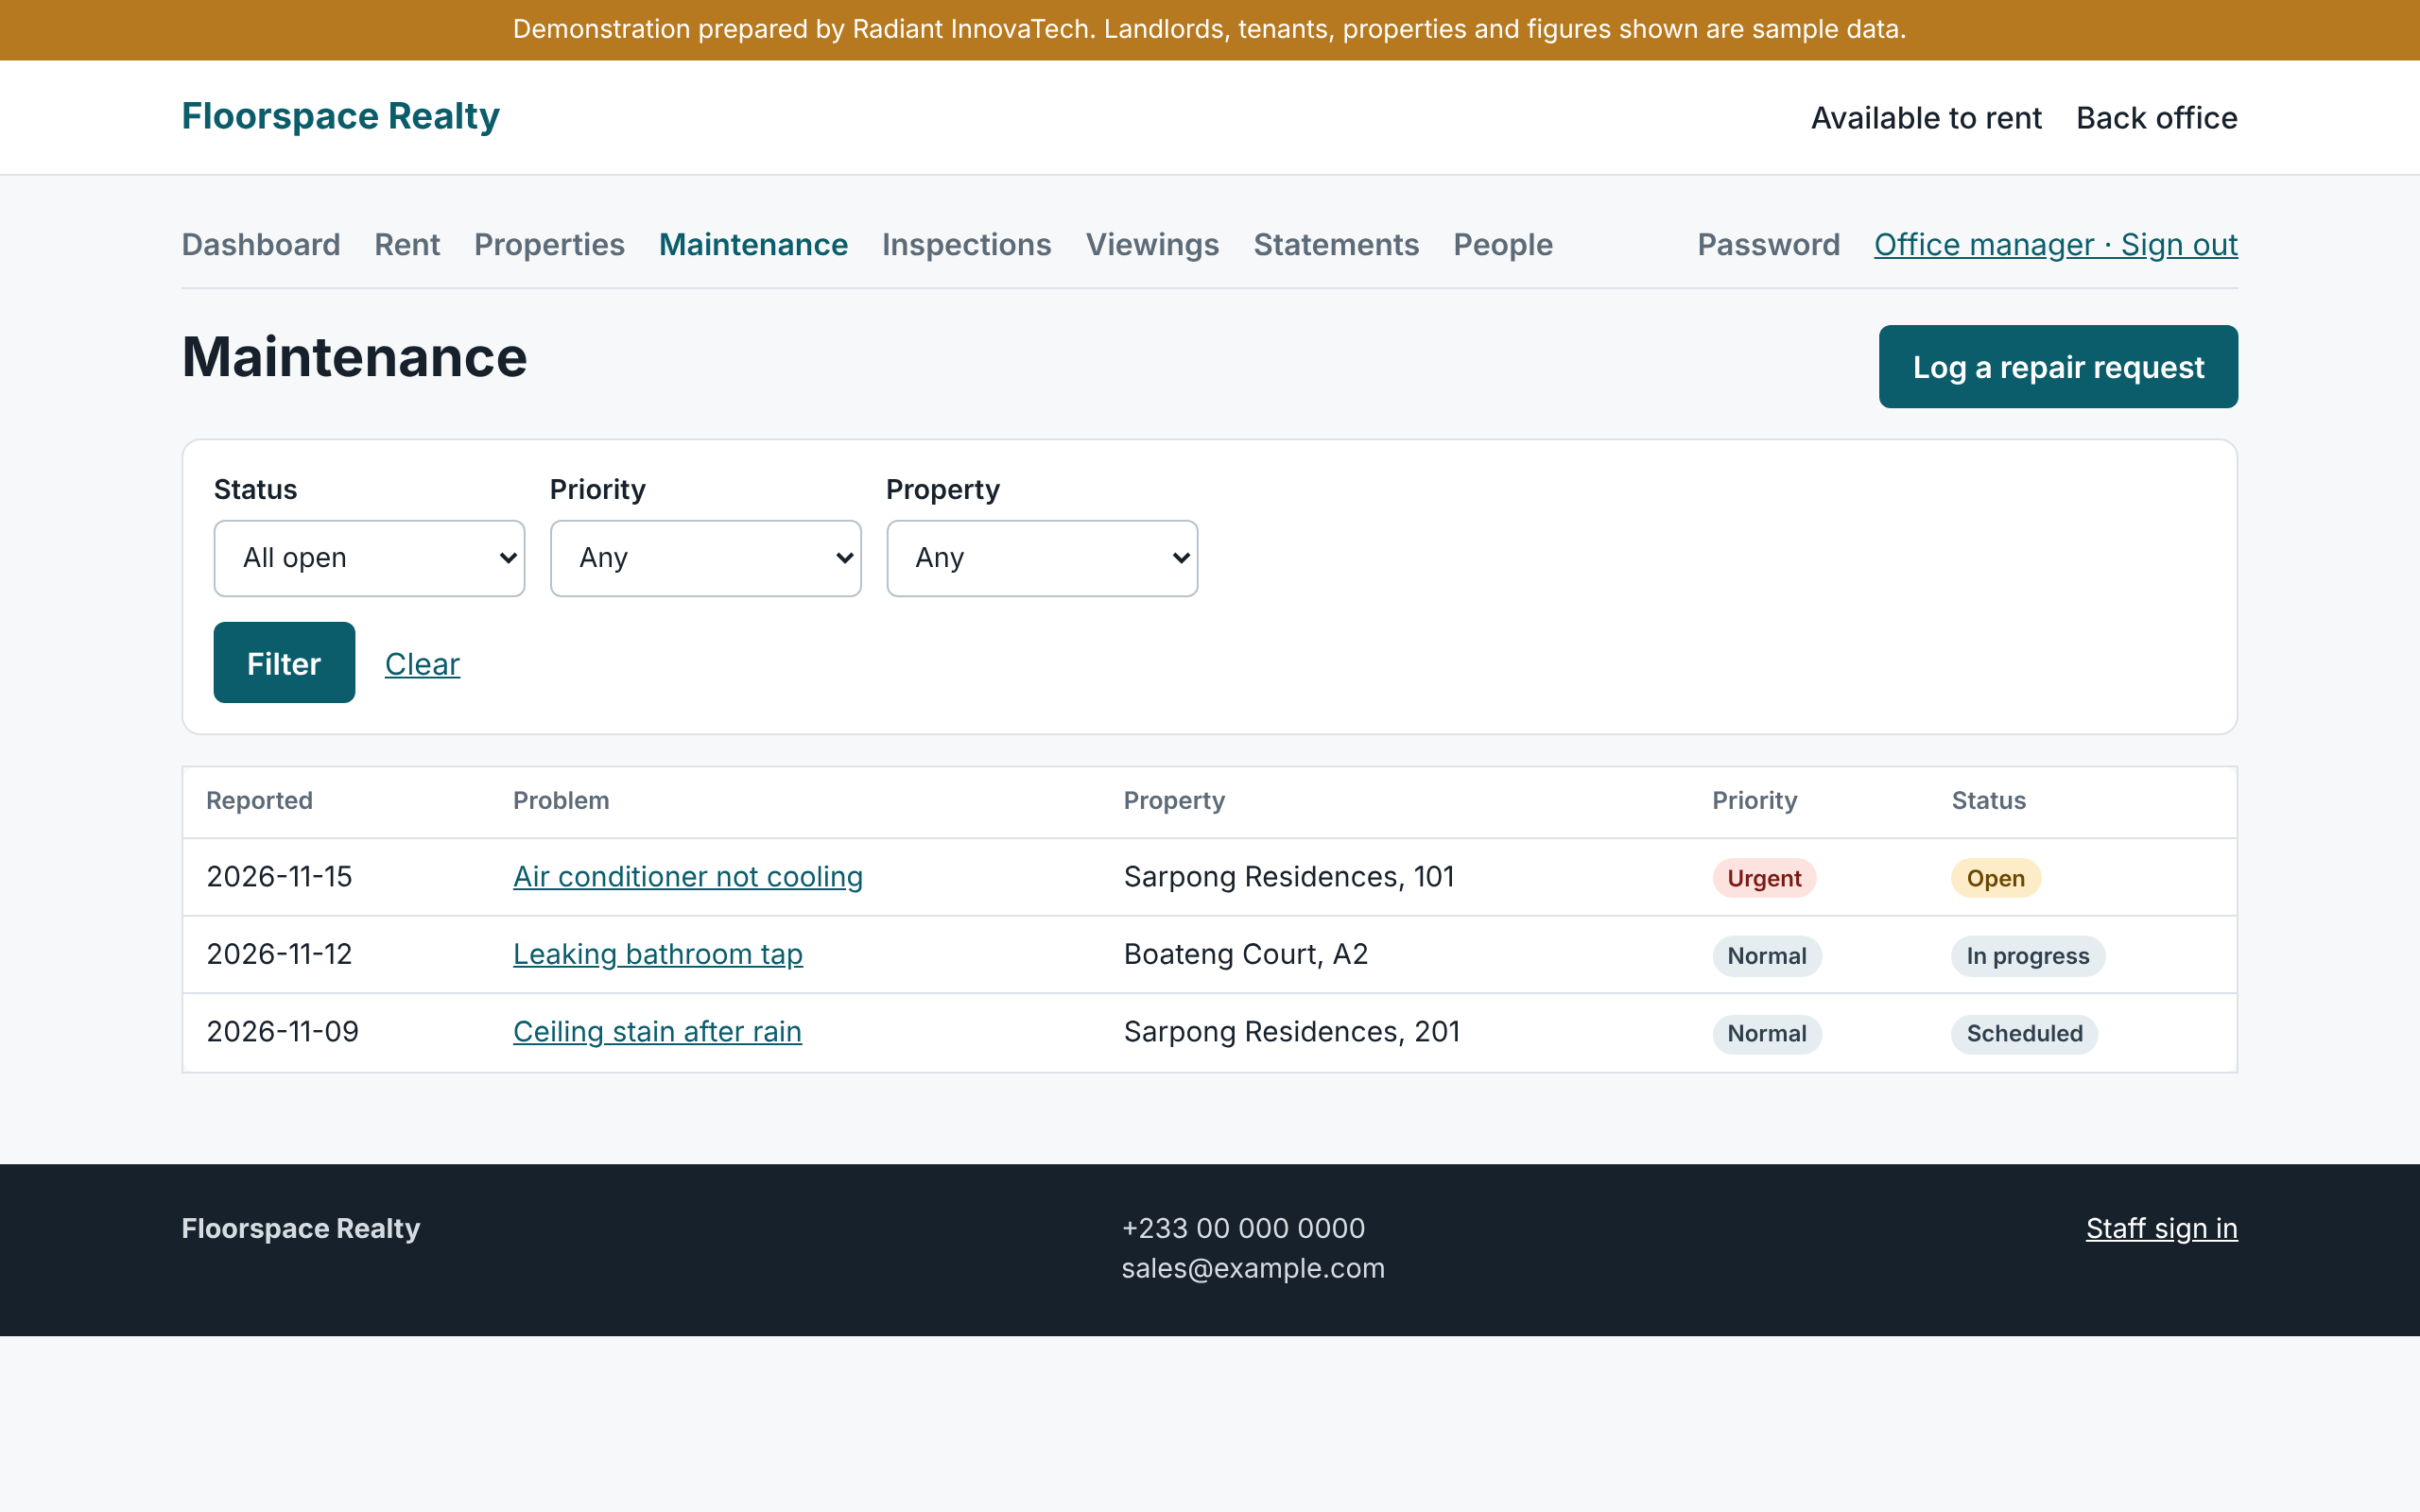 Demonstration prepared by Radiant InnovaTech. Landlords, tenants, properties and figures shown are sample data.
Floorspace Realty
Available to rent Back office
Dashboard Rent Properties Maintenance Inspections Viewings Statements People Password Office manager · Sign out
Maintenance
Log a repair request
Status Priority Property
All open Any Any
Filter Clear
Reported Problem Property Priority Status
2026-11-15 Air conditioner not cooling Sarpong Residences, 101 Urgent Open
2026-11-12 Leaking bathroom tap Boateng Court, A2 Normal In progress
2026-11-09 Ceiling stain after rain Sarpong Residences, 201 Normal Scheduled
Floorspace Realty +233 00 000 0000 Staff sign in
sales@example.com